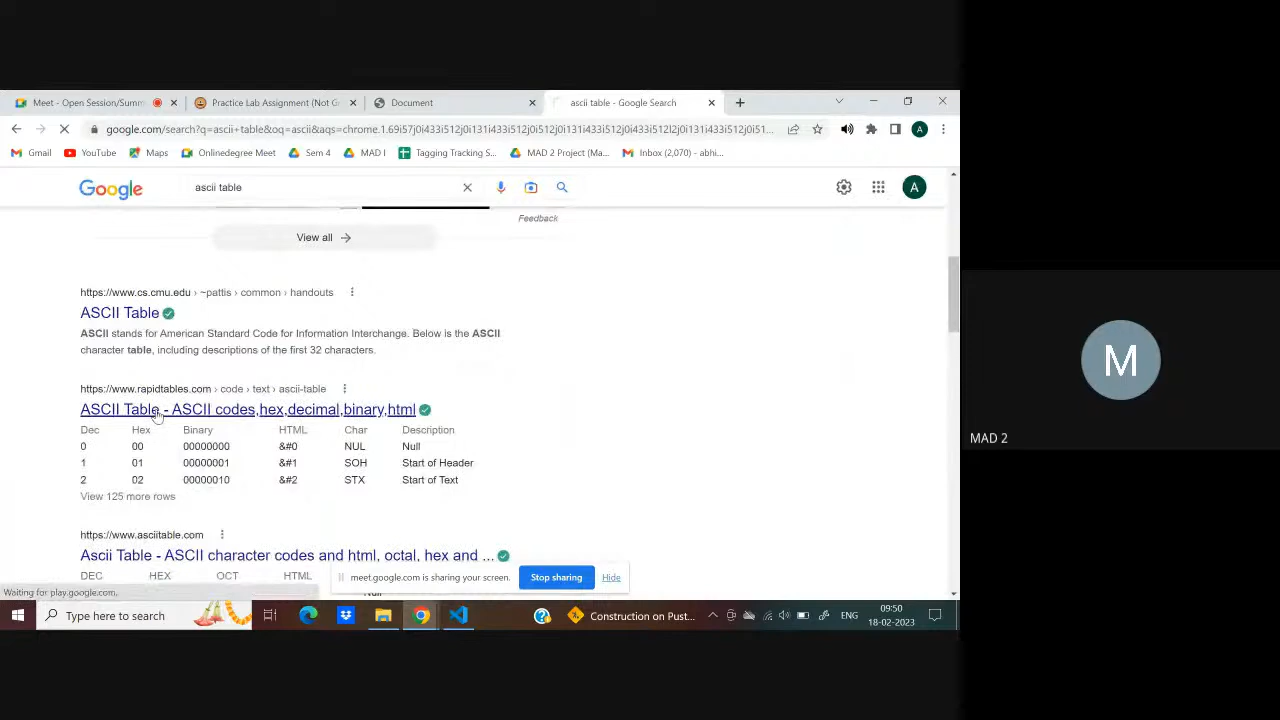 Meet - Open Session/Summ
Practice Lab Assignment (Not G
Document
ascii table - Google Search
google.com/search?q=ascii+table&oq=ascii&aqs=chrome.1.69i57j0i433i512j0i131i433i512j0i512j0i131i433i512j0i131i433i512j0i433i512l2j0i131i433i512j0i5...
Gmail
YouTube
Maps
Onlinedegree Meet
Sem 4
MAD I
Tagging Tracking S...
MAD 2 Project (Ma...
Inbox (2,070) - abhi...
Google
ascii table
A
Feedback
View all
https://www.cs.cmu.edu › ~pattis › common › handouts
ASCII Table
ASCII stands for American Standard Code for Information Interchange. Below is the ASCII
character table, including descriptions of the first 32 characters.
https://www.rapidtables.com › code › text › ascii-table
ASCII Table - ASCII codes,hex,decimal,binary,html
Dec Hex Binary HTML Char Description
0 00 00000000 &#0 NUL Null
1 01 00000001 &#1 SOH Start of Header
2 02 00000010 &#2 STX Start of Text
View 125 more rows
https://www.asciitable.com
Ascii Table - ASCII character codes and html, octal, hex and ...
DEC HEX OCT HTML
meet.google.com is sharing your screen.
Stop sharing
Hide
Null
Waiting for play.google.com.
Type here to search
Construction on Pust...
ENG
09:50
18-02-2023
M
MAD 2